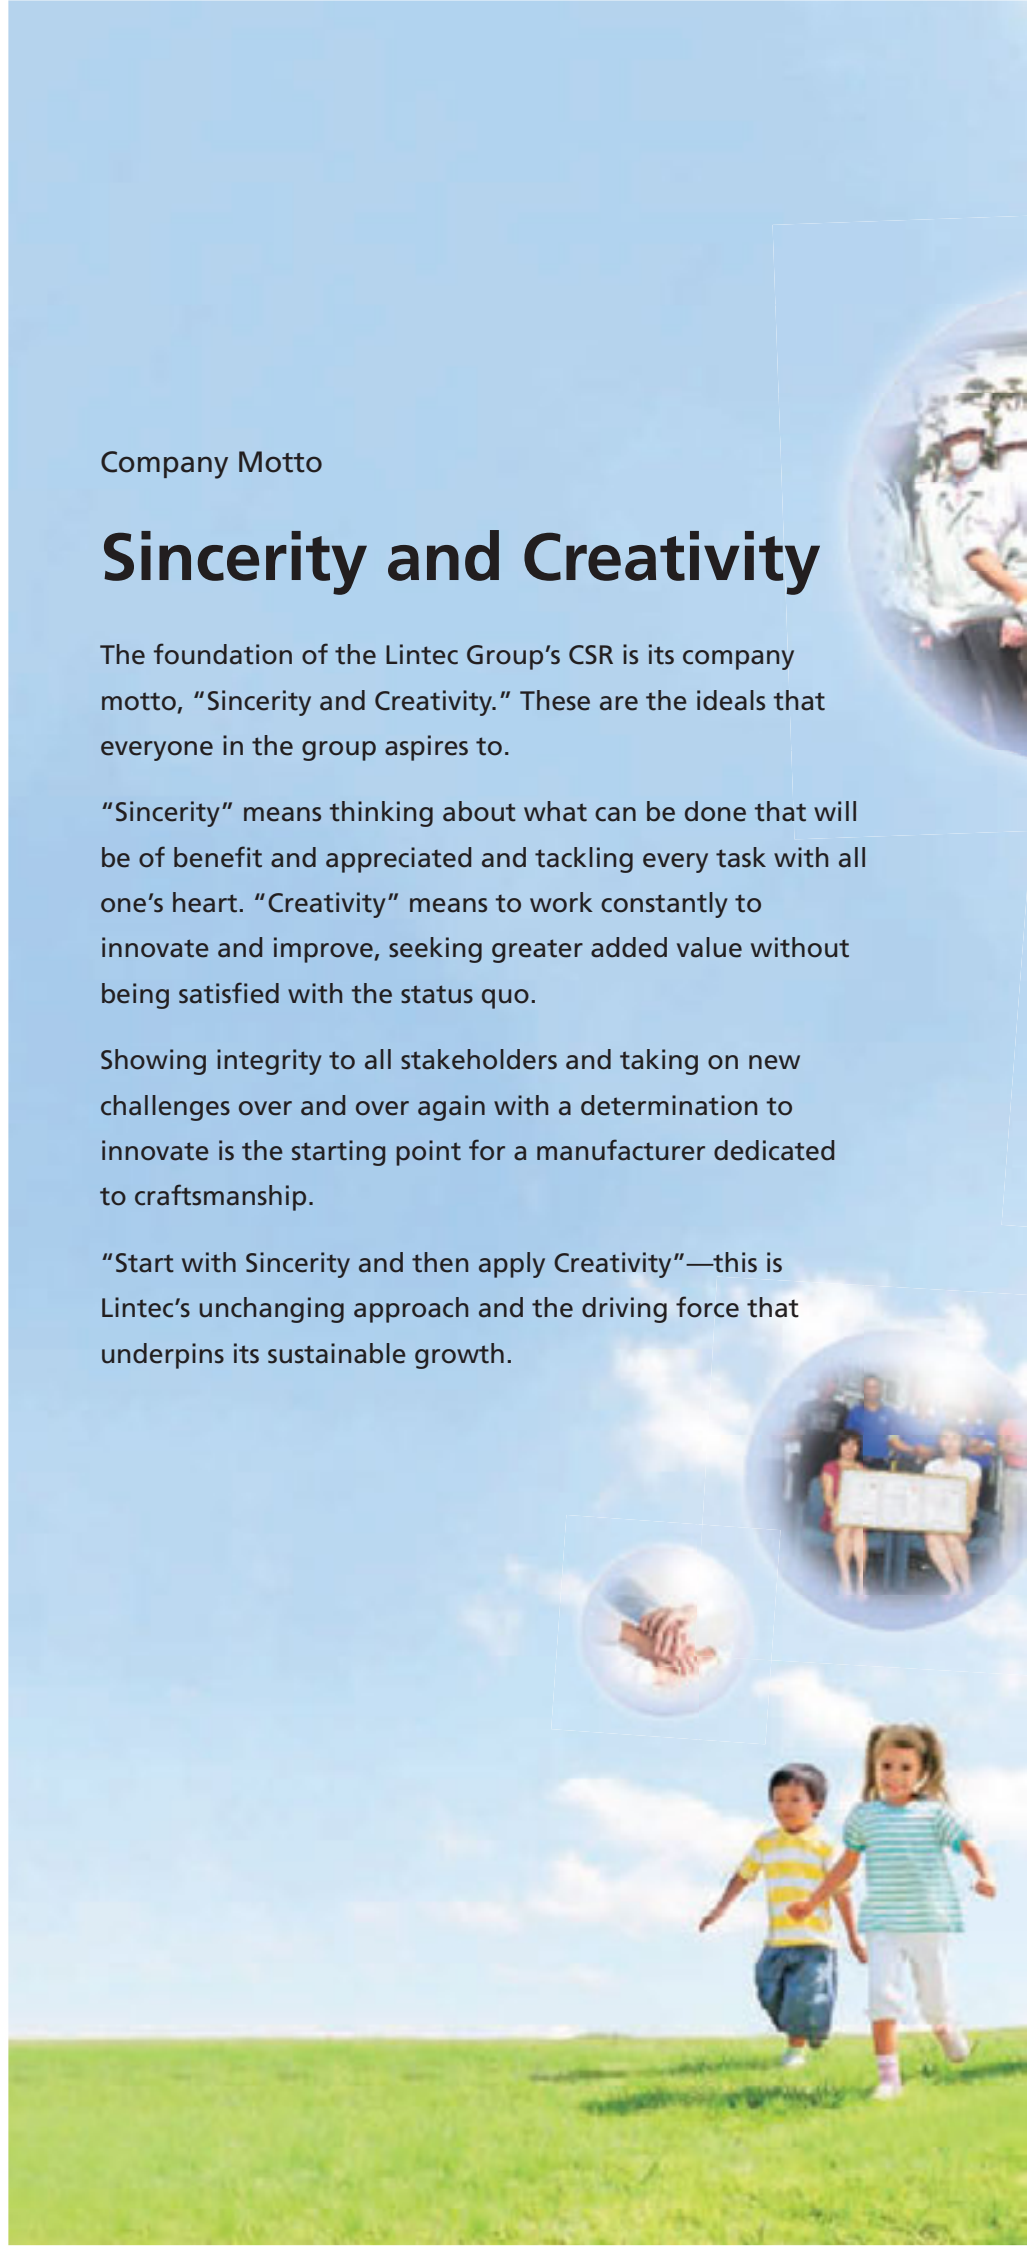 Company Motto
Sincerity and Creativity
The foundation of the Lintec Group’s CSR is its company
motto, “Sincerity and Creativity.” These are the ideals that
everyone in the group aspires to.
“Sincerity” means thinking about what can be done that will
be of benefit and appreciated and tackling every task with all
one’s heart. “Creativity” means to work constantly to
innovate and improve, seeking greater added value without
being satisfied with the status quo.
Showing integrity to all stakeholders and taking on new
challenges over and over again with a determination to
innovate is the starting point for a manufacturer dedicated
to craftsmanship.
“Start with Sincerity and then apply Creativity”—this is
Lintec’s unchanging approach and the driving force that
underpins its sustainable growth.